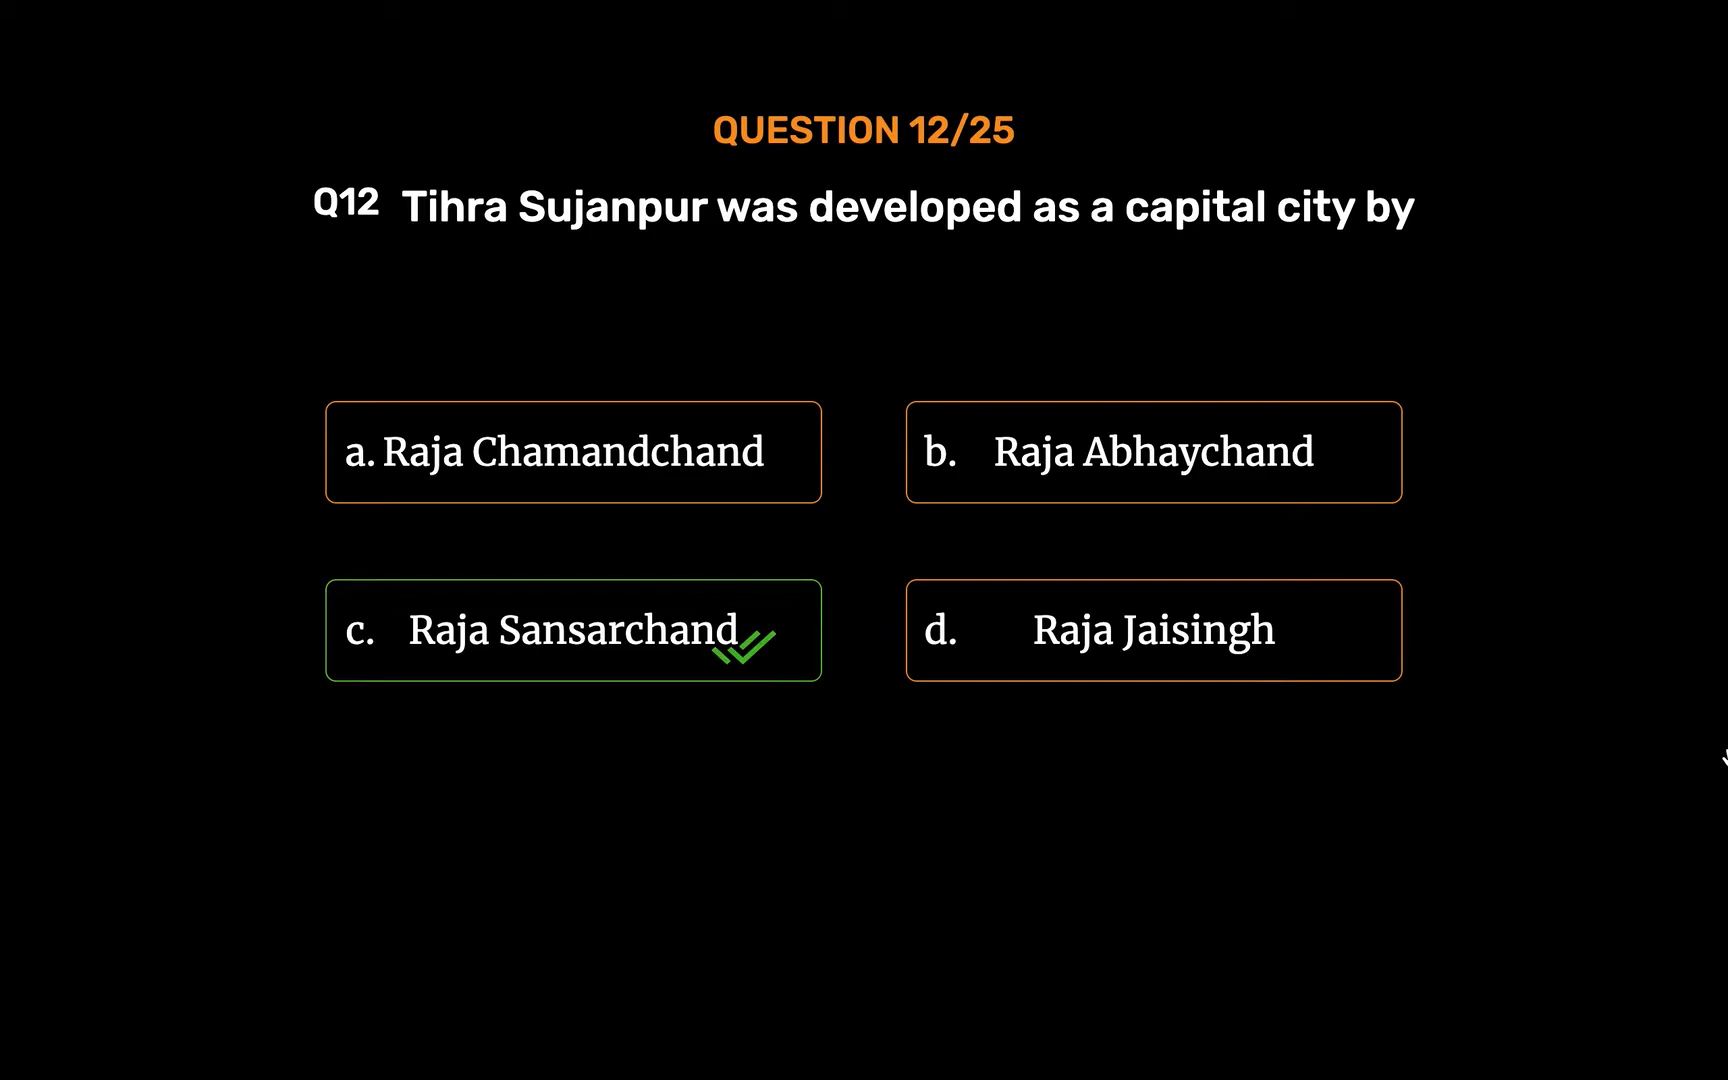 QUESTION 12/25
Q12 Tihra Sujanpur was developed as a capital city by
a. Raja Chamandchand
b. Raja Abhaychand
c. Raja Sansarchand
d. Raja Jaisingh